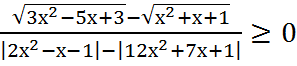 (√(3x²−5x+3)−√(x²+x+1))/(|2x²−x−1|−|12x²+7x+1|) ≥ 0